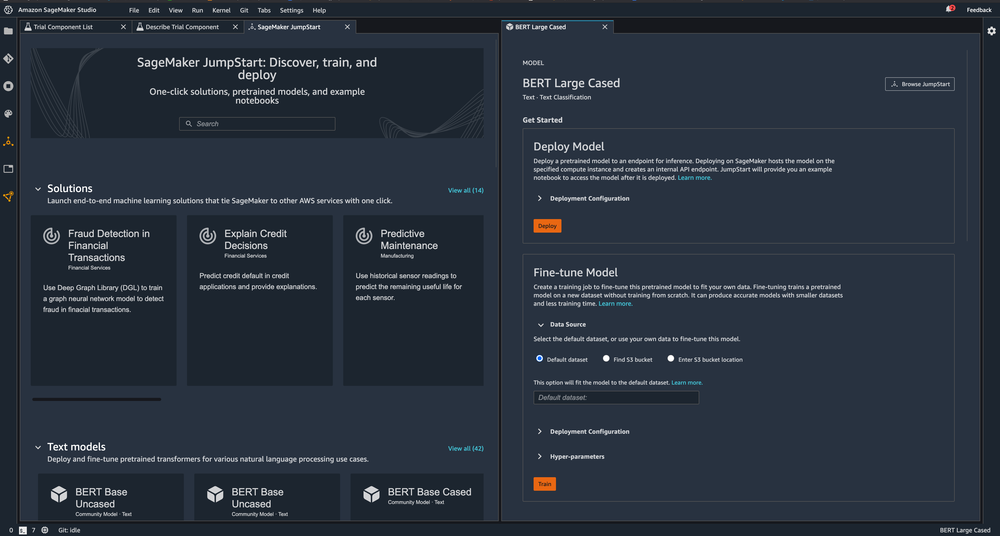 Amazon SageMaker Studio
File Edit View Run Kernel Git Tabs Settings Help
2
Feedback
Trial Component List
Describe Trial Component
SageMaker JumpStart
SageMaker JumpStart: Discover, train, and
deploy
One-click solutions, pretrained models, and example
notebooks
Search
Solutions
View all (14)
Launch end-to-end machine learning solutions that tie SageMaker to other AWS services with one click.
Fraud Detection in
Financial
Transactions
Financial Services
Use Deep Graph Library (DGL) to train
a graph neural network model to detect
fraud in finacial transactions.
Explain Credit
Decisions
Financial Services
Predict credit default in credit
applications and provide explanations.
Predictive
Maintenance
Manufacturing
Use historical sensor readings to
predict the remaining useful life for
each sensor.
Text models
View all (42)
Deploy and fine-tune pretrained transformers for various natural language processing use cases.
BERT Base
Uncased
Community Model · Text
BERT Base
Uncased
Community Model · Text
BERT Base Cased
Community Model · Text
BERT Large Cased
MODEL
BERT Large Cased
Browse JumpStart
Text · Text Classification
Get Started
Deploy Model
Deploy a pretrained model to an endpoint for inference. Deploying on SageMaker hosts the model on the
specified compute instance and creates an internal API endpoint. JumpStart will provide you an example
notebook to access the model after it is deployed. Learn more.
Deployment Configuration
Deploy
Fine-tune Model
Create a training job to fine-tune this pretrained model to fit your own data. Fine-tuning trains a pretrained
model on a new dataset without training from scratch. It can produce accurate models with smaller datasets
and less training time. Learn more.
Data Source
Select the default dataset, or use your own data to fine-tune this model.
Default dataset
Find S3 bucket
Enter S3 bucket location
This option will fit the model to the default dataset. Learn more.
Default dataset:
Deployment Configuration
Hyper-parameters
Train
0 $_ 7 Git: idle
BERT Large Cased